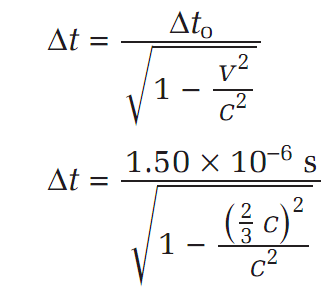 Δt = Δt₀ / √(1 − V²/C²)
Δt = 1.50 × 10⁻⁶ s / √(1 − (2/3 C)²/C²)